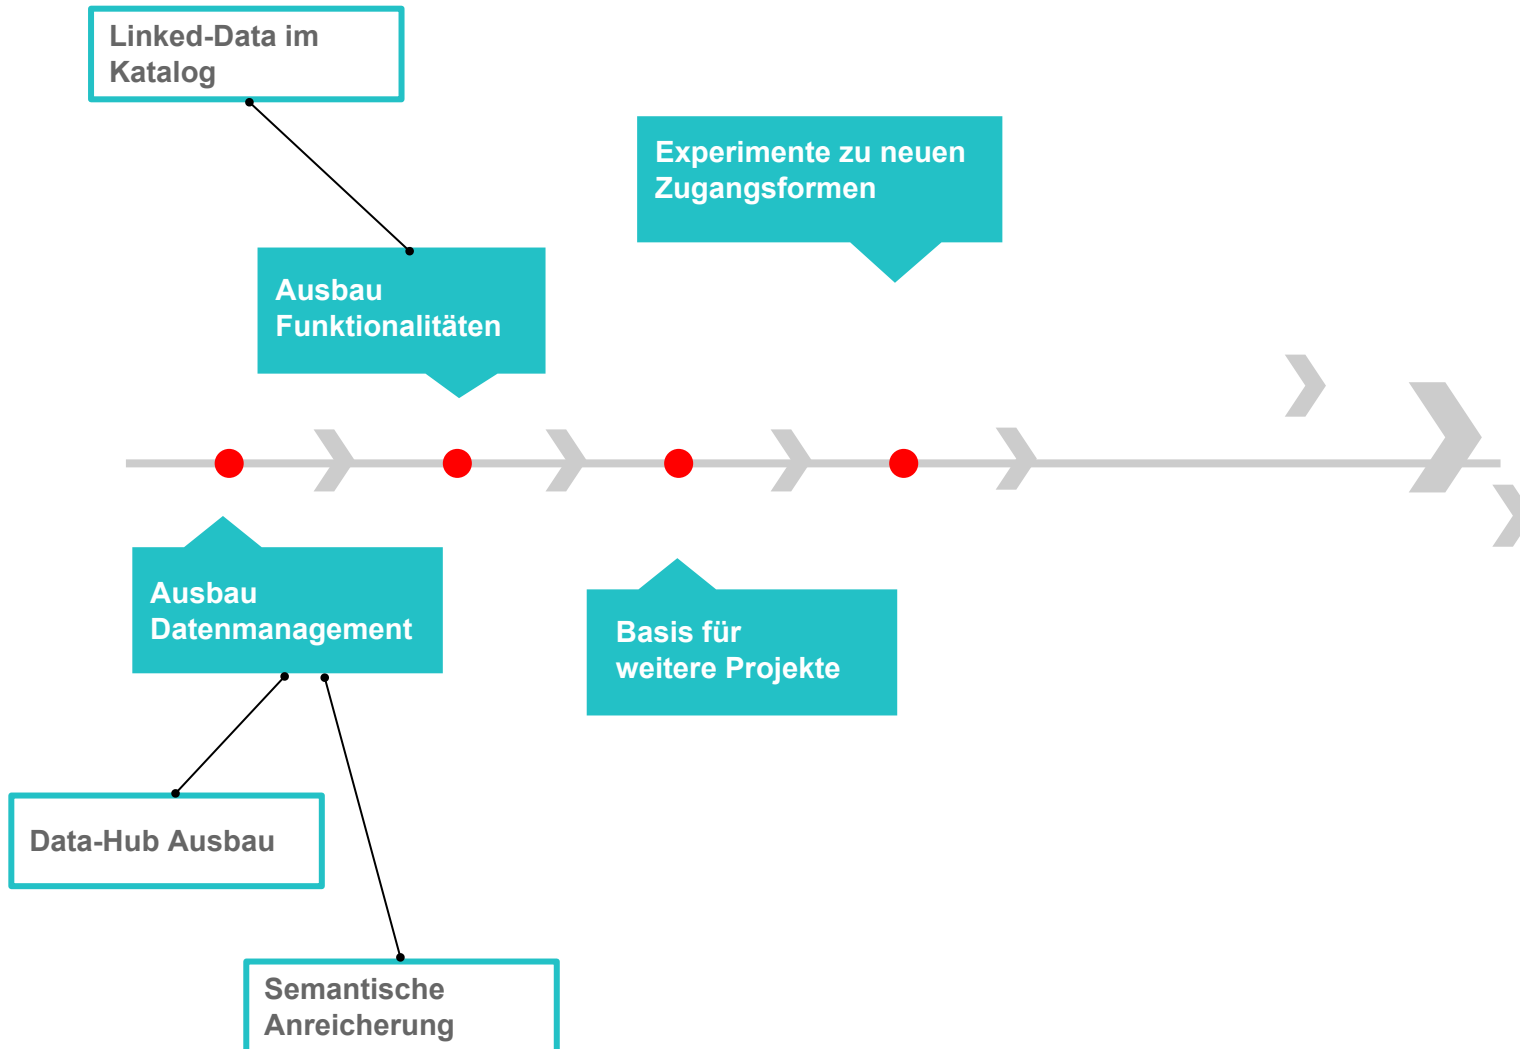 Linked-Data im
Katalog
Experimente zu neuen
Zugangsformen
Ausbau
Funktionalitäten
Ausbau
Datenmanagement
Basis für
weitere Projekte
Data-Hub Ausbau
Semantische
Anreicherung